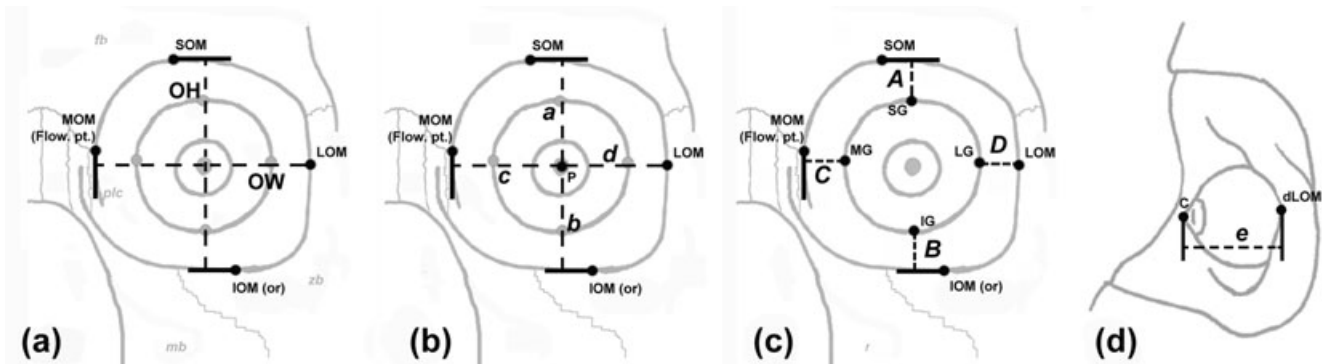 fb
SOM
OH
MOM
(Flow. pt.)
LOM
OW
plc
IOM (or)
zb
mb
(a)
SOM
a
MOM
(Flow. pt.)
d
LOM
c
P
b
IOM (or)
(b)
SOM
A
SG
MOM
(Flow. pt.)
MG
LG
D
LOM
C
IG
B
IOM (or)
r
(c)
C
dLOM
e
(d)